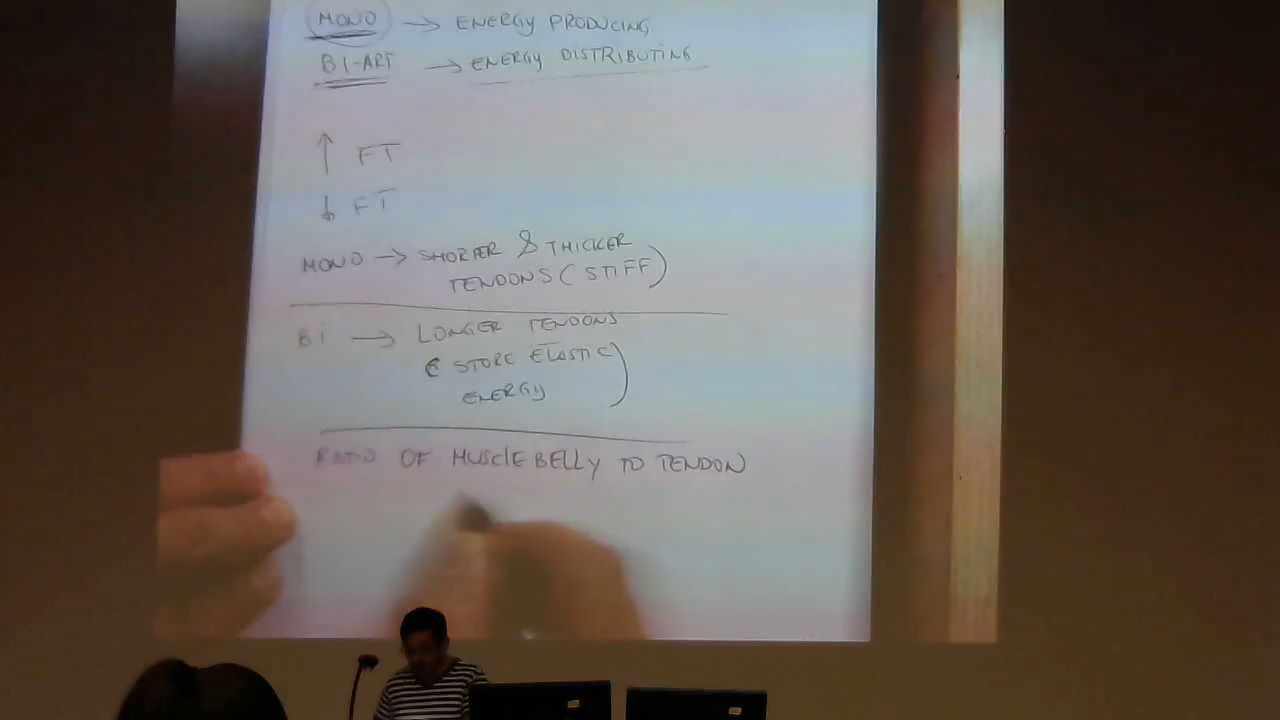 MONO → ENERGY PRODUCING
BI-ART → ENERGY DISTRIBUTING
↑ FT
↓ FT
MONO → SHORTER & THICKER
TENDONS (STIFF)
BI → LONGER TENDONS
( STORE ELASTIC
ENERGY )
RATIO OF MUSCLE BELLY TO TENDON